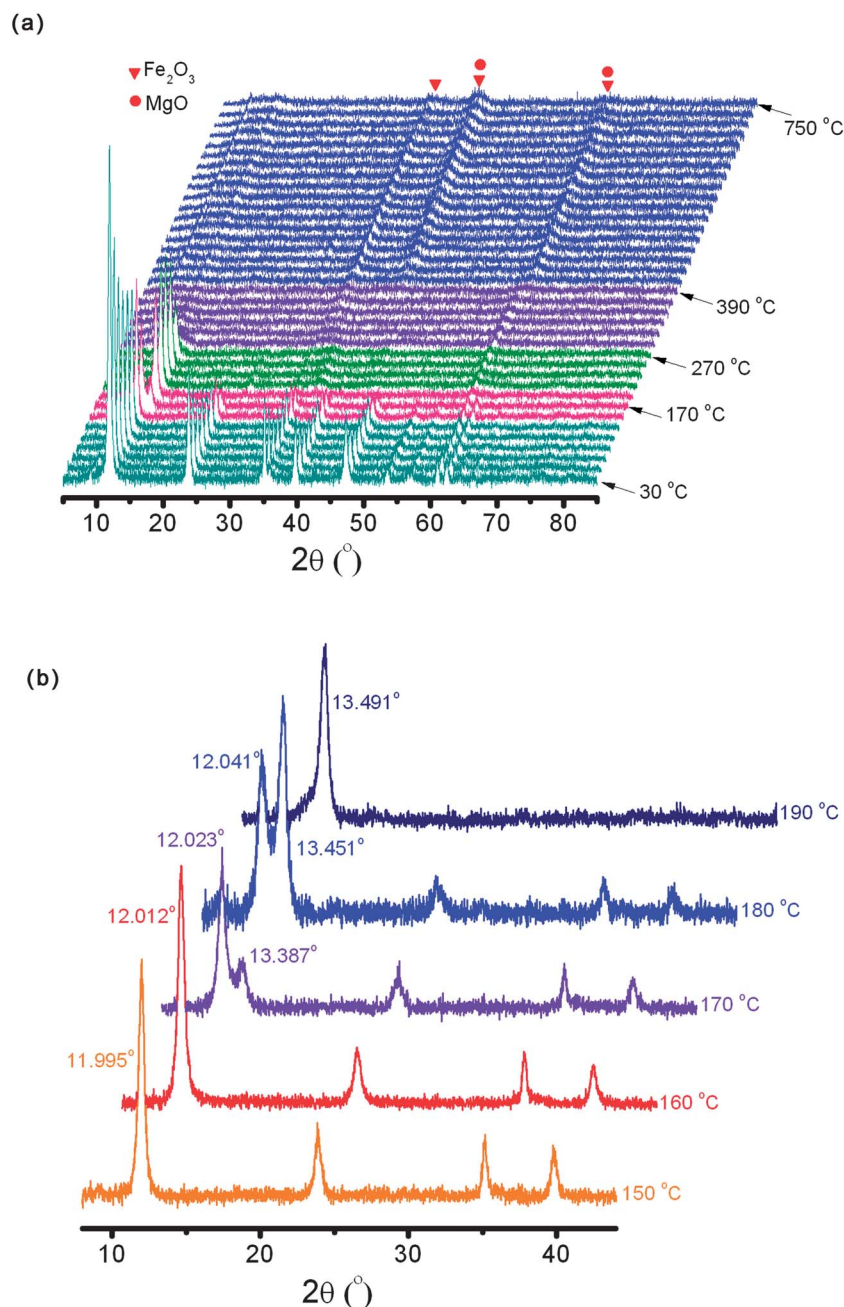 (a)
Fe₂O₃
MgO
750 °C
390 °C
270 °C
170 °C
30 °C
10 20 30 40 50 60 70 80
2θ (°)
(b)
13.491°
12.041°
190 °C
12.023°
13.451°
180 °C
12.012°
13.387°
170 °C
11.995°
160 °C
150 °C
10 20 30 40
2θ (°)